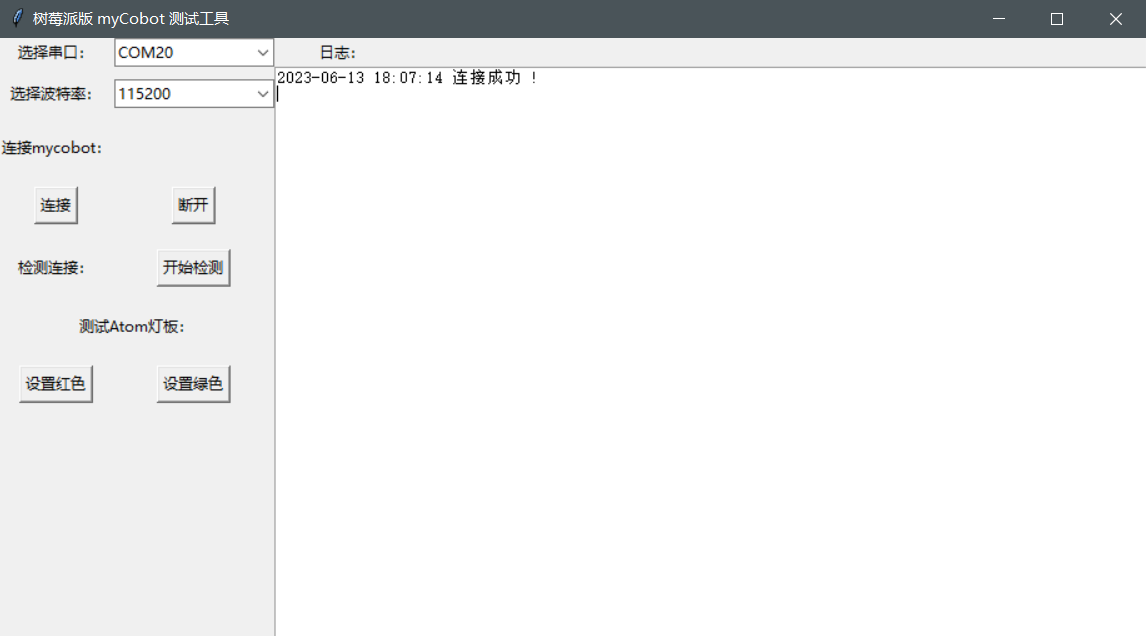 树莓派版 myCobot 测试工具
选择串口: COM20 日志:
2023-06-13 18:07:14 连接成功 !
选择波特率: 115200
连接mycobot:
连接 断开
检测连接: 开始检测
测试Atom灯板:
设置红色 设置绿色